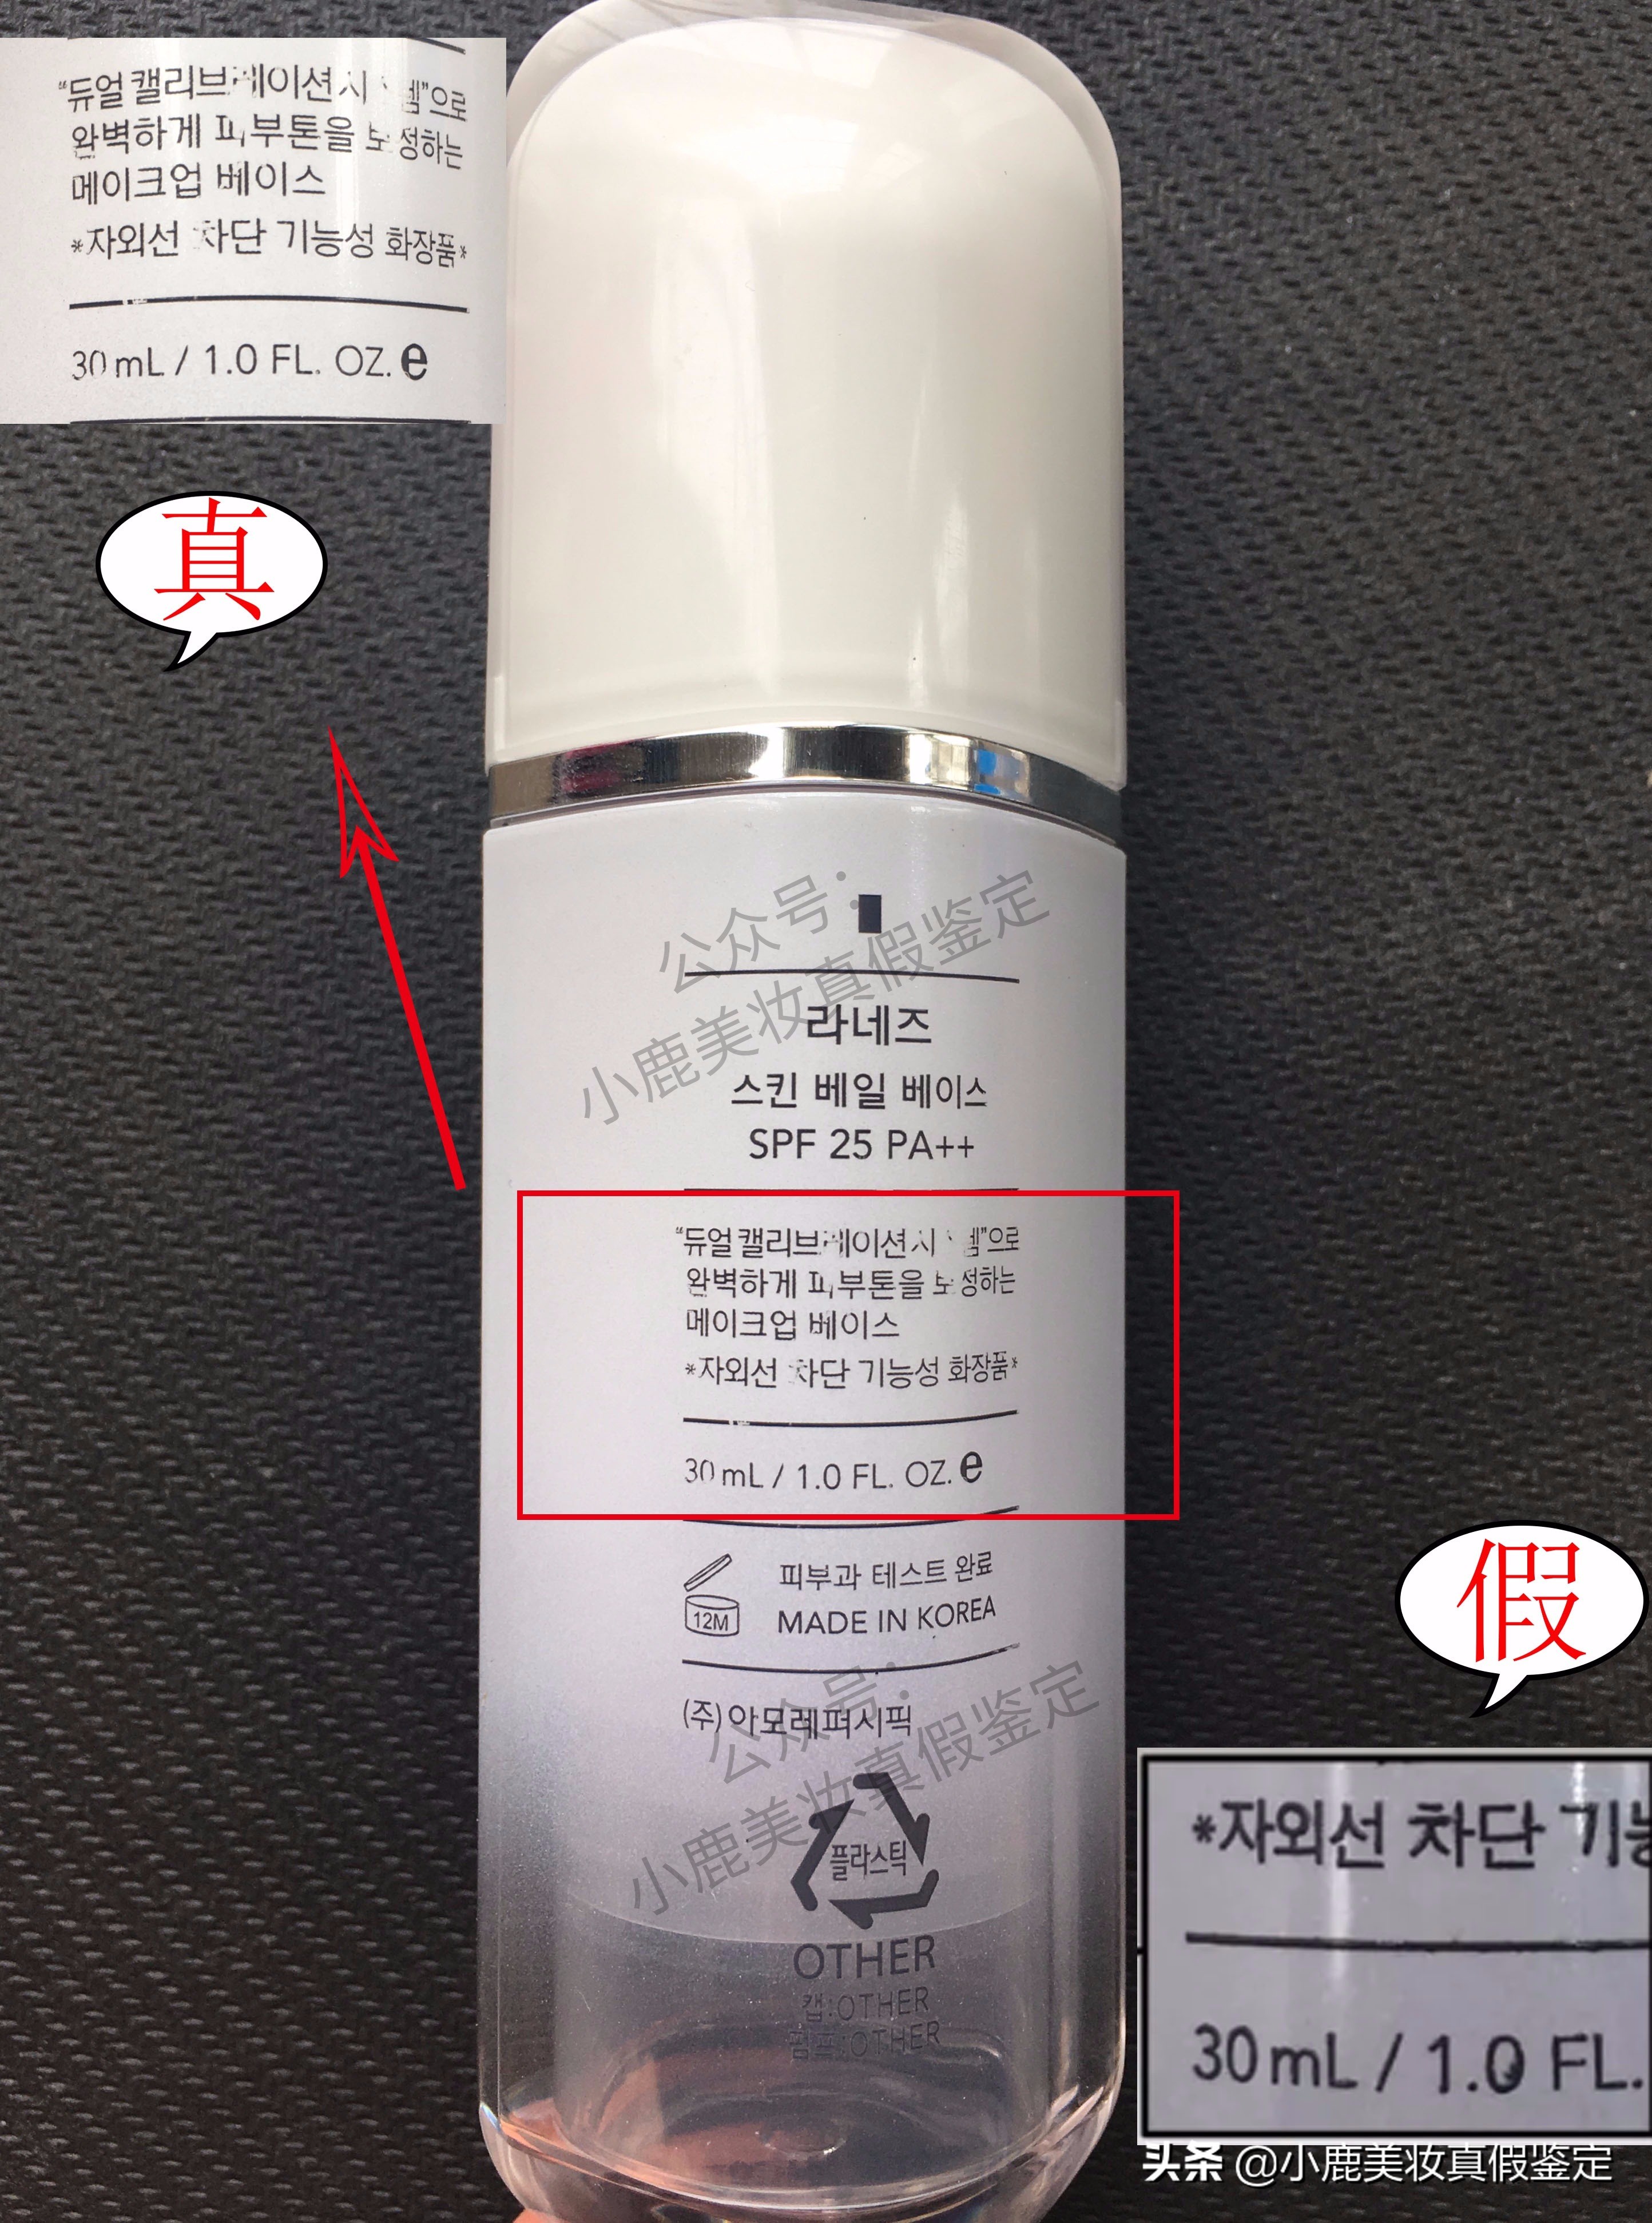 "듀얼캘리브레이션시 템"으로
완벽하게 피부톤을 보정하는
메이크업 베이스
*자외선 차단 기능성 화장품*
30 mL / 1.0 FL. OZ. e
真
公众号：
小鹿美妆真假鉴定
라네즈
스킨 베일 베이스
SPF 25 PA++
"듀얼캘리브레이션시 템"으로
완벽하게 피부톤을 보정하는
메이크업 베이스
*자외선 차단 기능성 화장품*
30 mL / 1.0 FL. OZ. e
12M
피부과 테스트 완료
MADE IN KOREA
(주)아모레퍼시픽
公众号：
小鹿美妆真假鉴定
플라스틱
OTHER
캡:OTHER
펌프:OTHER
假
*자외선 차단 기능
30 mL / 1.0 FL.
头条 @小鹿美妆真假鉴定